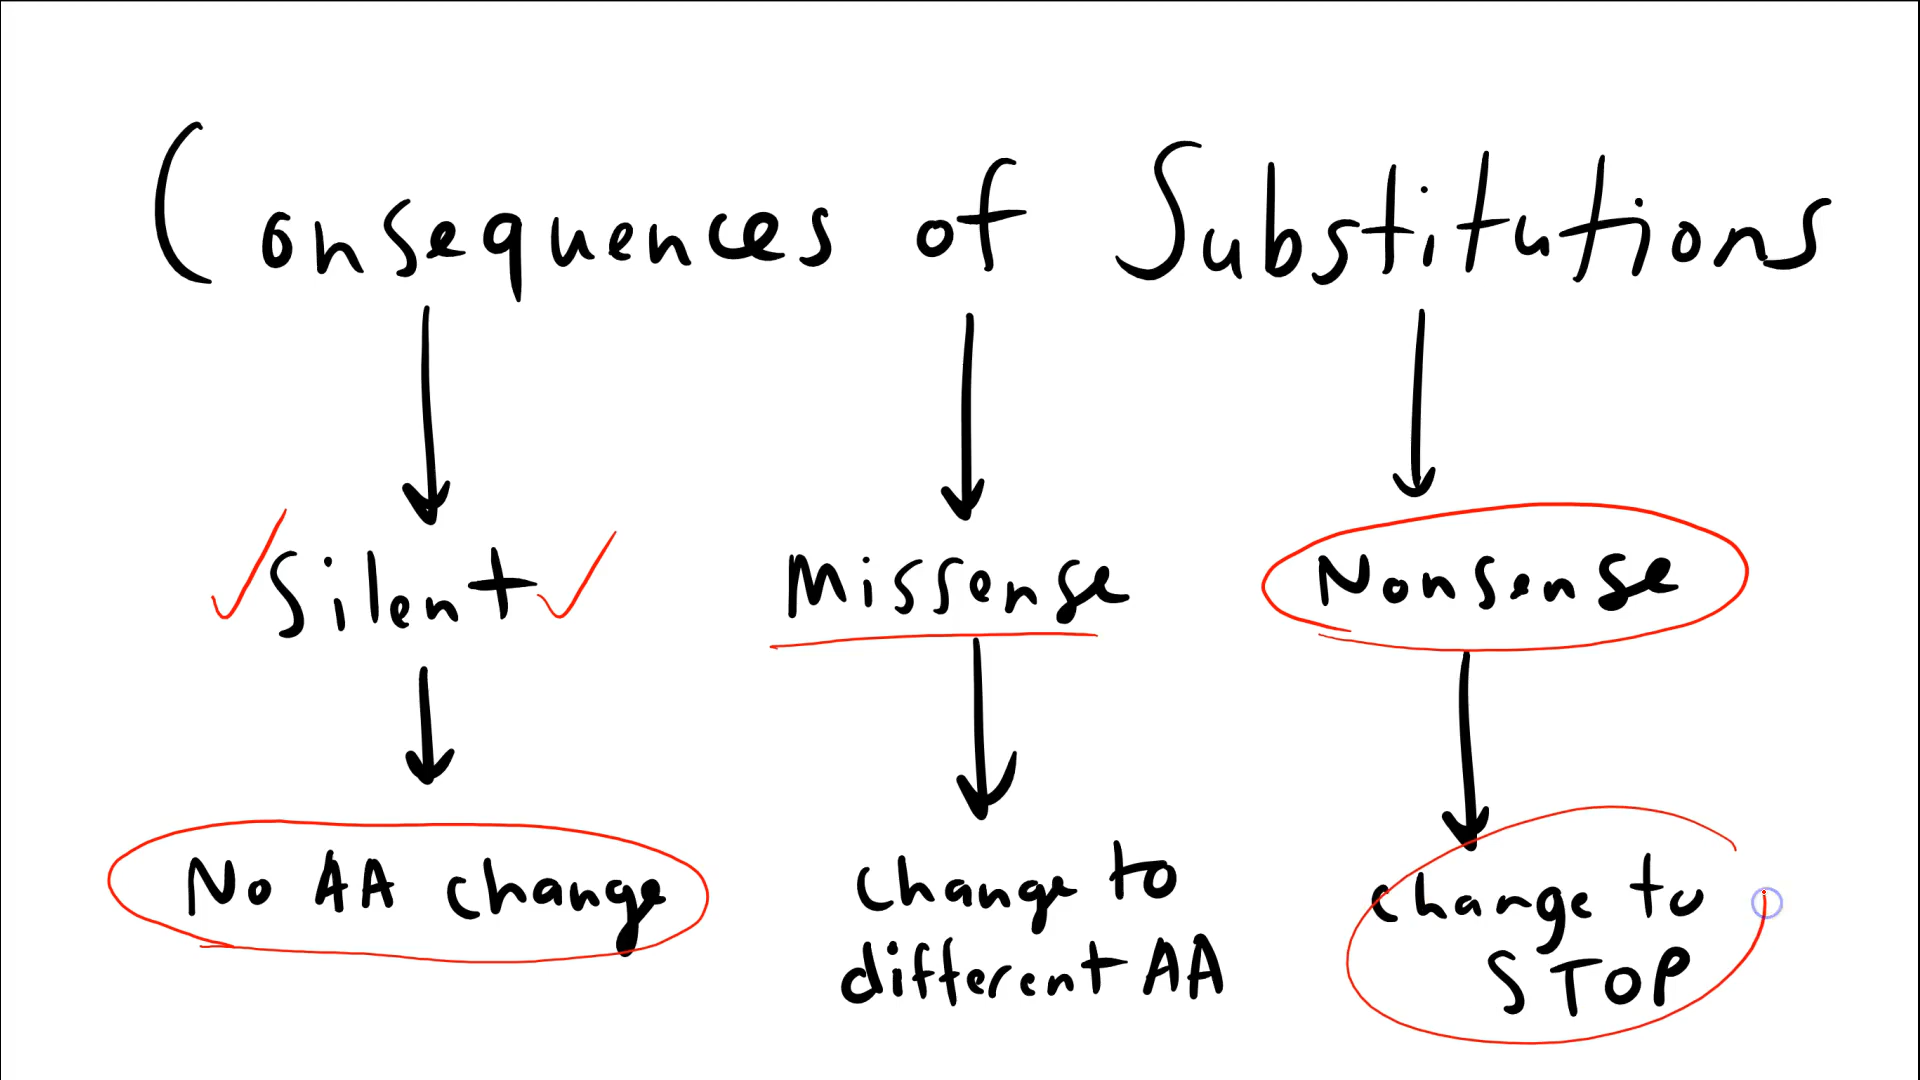 Consequences of Substitutions
Silent Missense Nonsense
No AA change
change to
different AA
change to
STOP